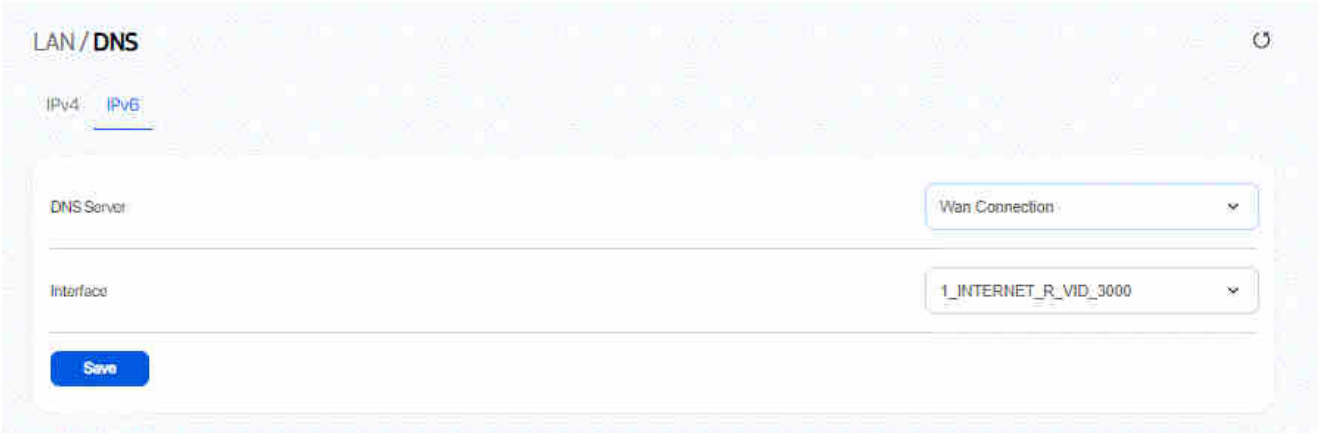 LAN / DNS
IPv4 IPv6
DNS Server Wan Connection
Interface 1_INTERNET_R_VID_3000
Save